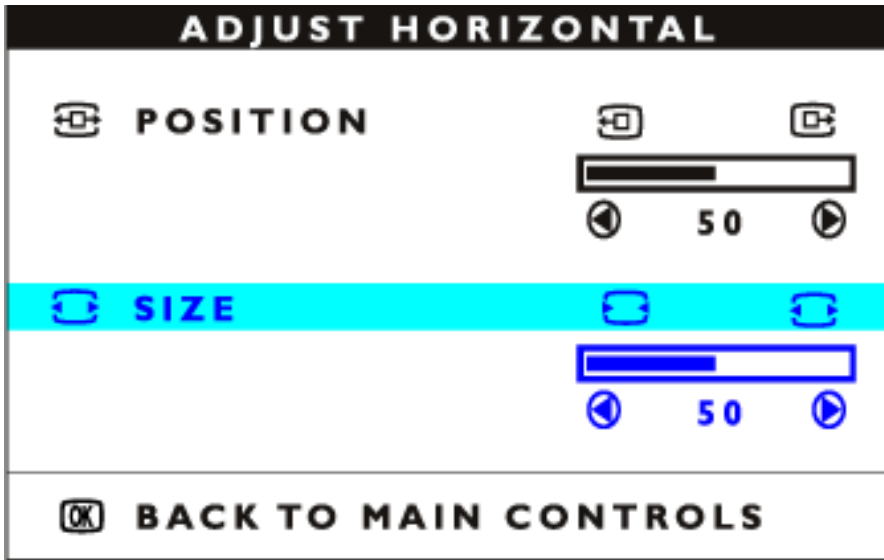 ADJUST HORIZONTAL
POSITION
50
SIZE
50
OK BACK TO MAIN CONTROLS